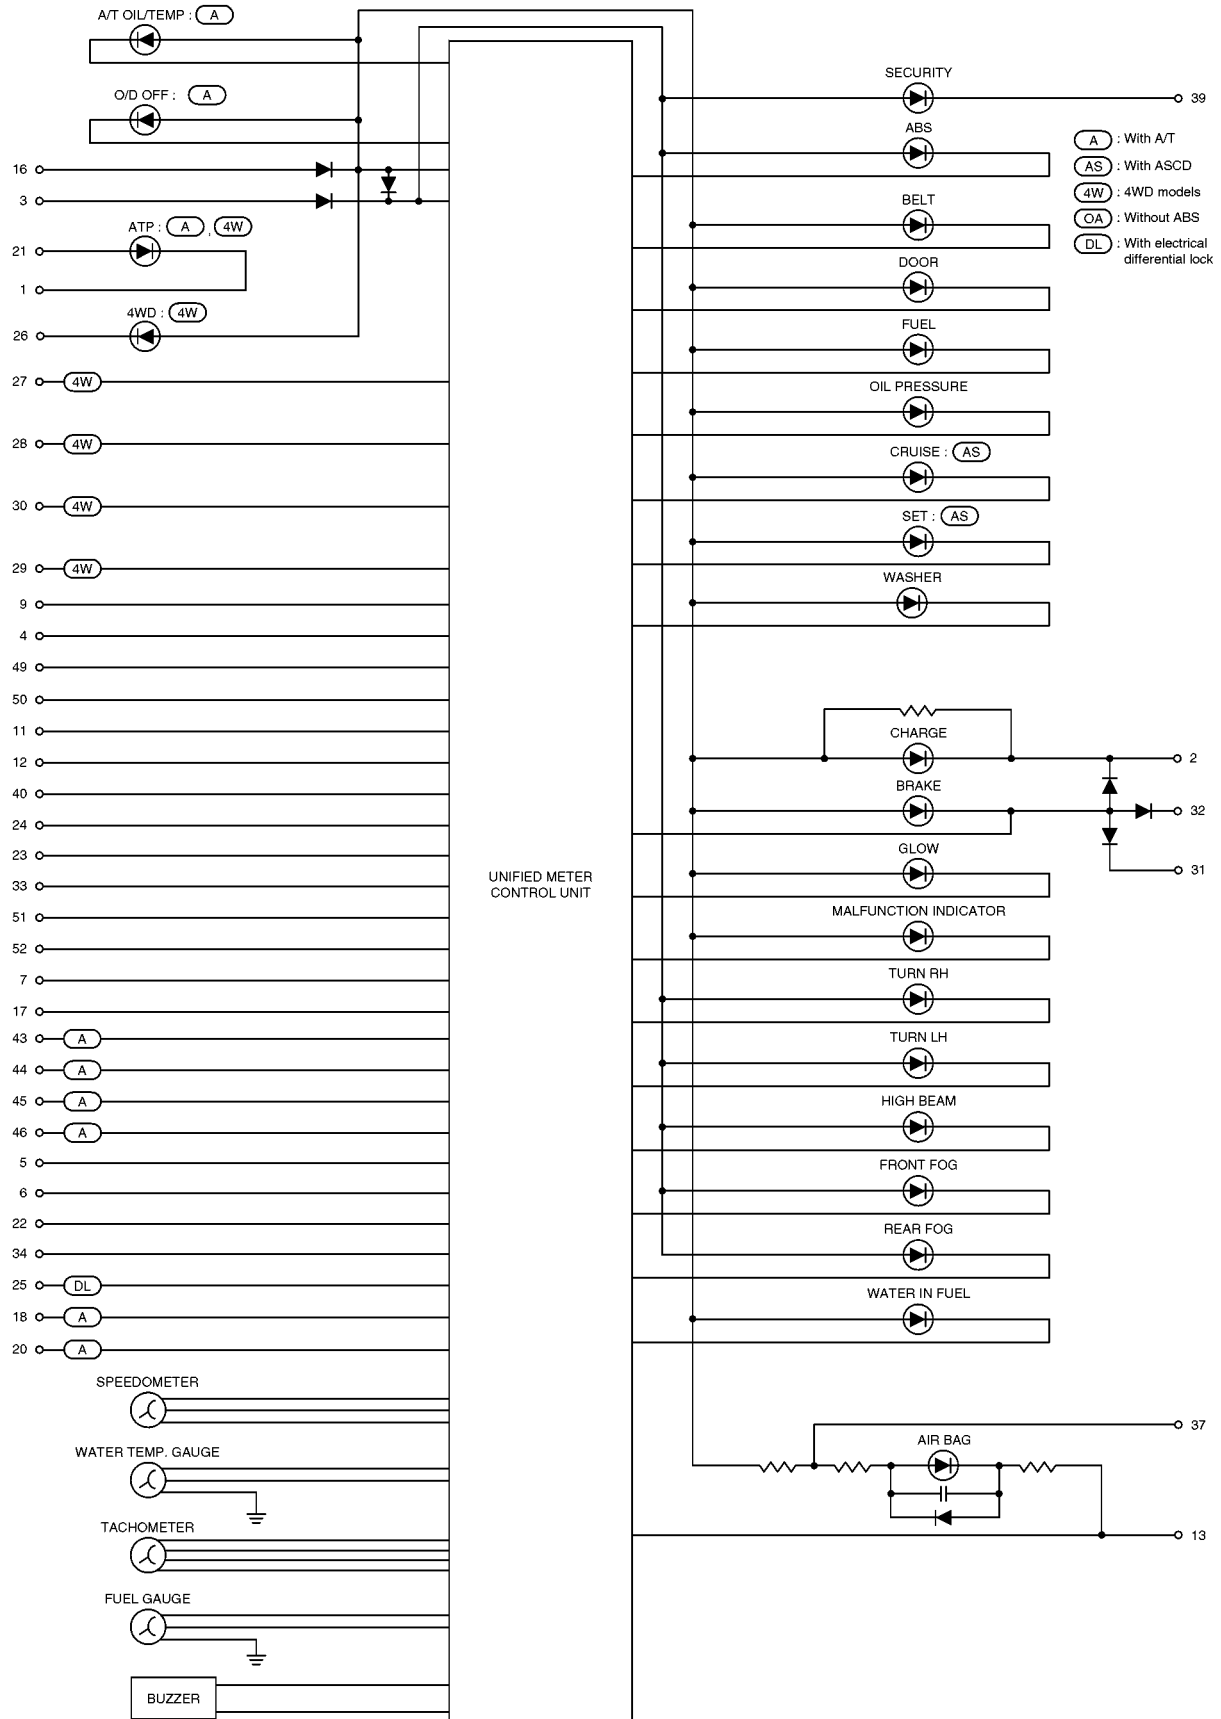 A/T OIL/TEMP : A
O/D OFF : A
16
3
ATP : A , 4W
21
1
4WD : 4W
26
27 4W
28 4W
30 4W
29 4W
9
4
49
50
11
12
40
24
23
33
51
52
7
17
43 A
44 A
45 A
46 A
5
6
22
34
25 DL
18 A
20 A
SPEEDOMETER
WATER TEMP. GAUGE
TACHOMETER
FUEL GAUGE
BUZZER
UNIFIED METER
CONTROL UNIT
SECURITY
39
ABS
BELT
DOOR
FUEL
OIL PRESSURE
CRUISE : AS
SET : AS
WASHER
CHARGE
2
BRAKE
32
GLOW
31
MALFUNCTION INDICATOR
TURN RH
TURN LH
HIGH BEAM
FRONT FOG
REAR FOG
WATER IN FUEL
37
AIR BAG
13
A : With A/T
AS : With ASCD
4W : 4WD models
OA : Without ABS
DL : With electrical
differential lock